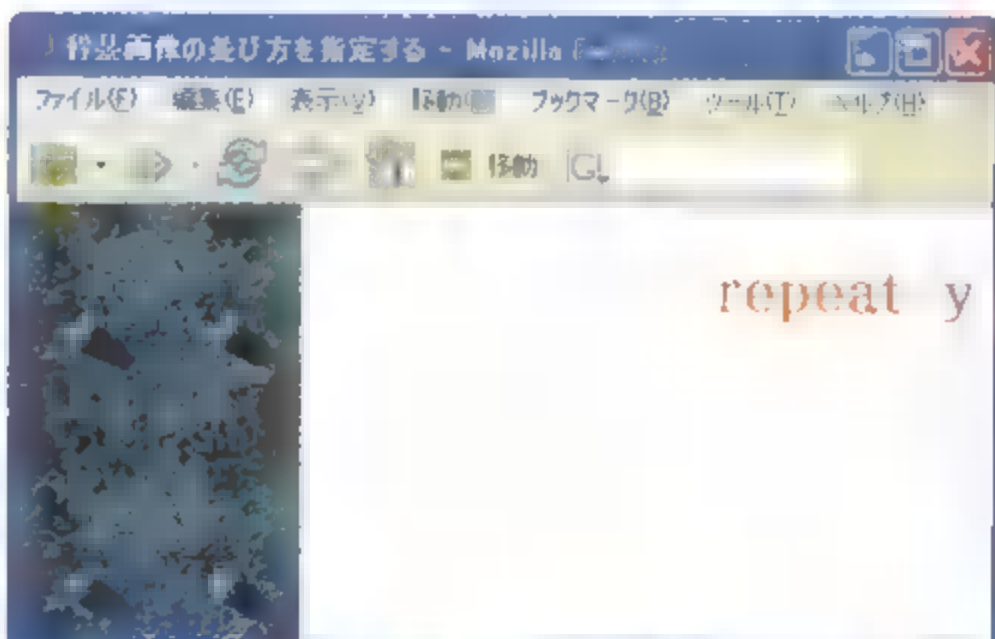 背景画像の並び方を指定する - Mozilla
ファイル(F) 編集(E) 表示(V) 移動 ブックマーク(B) ツール(T) ヘルプ(H)
移動 G
repeat y